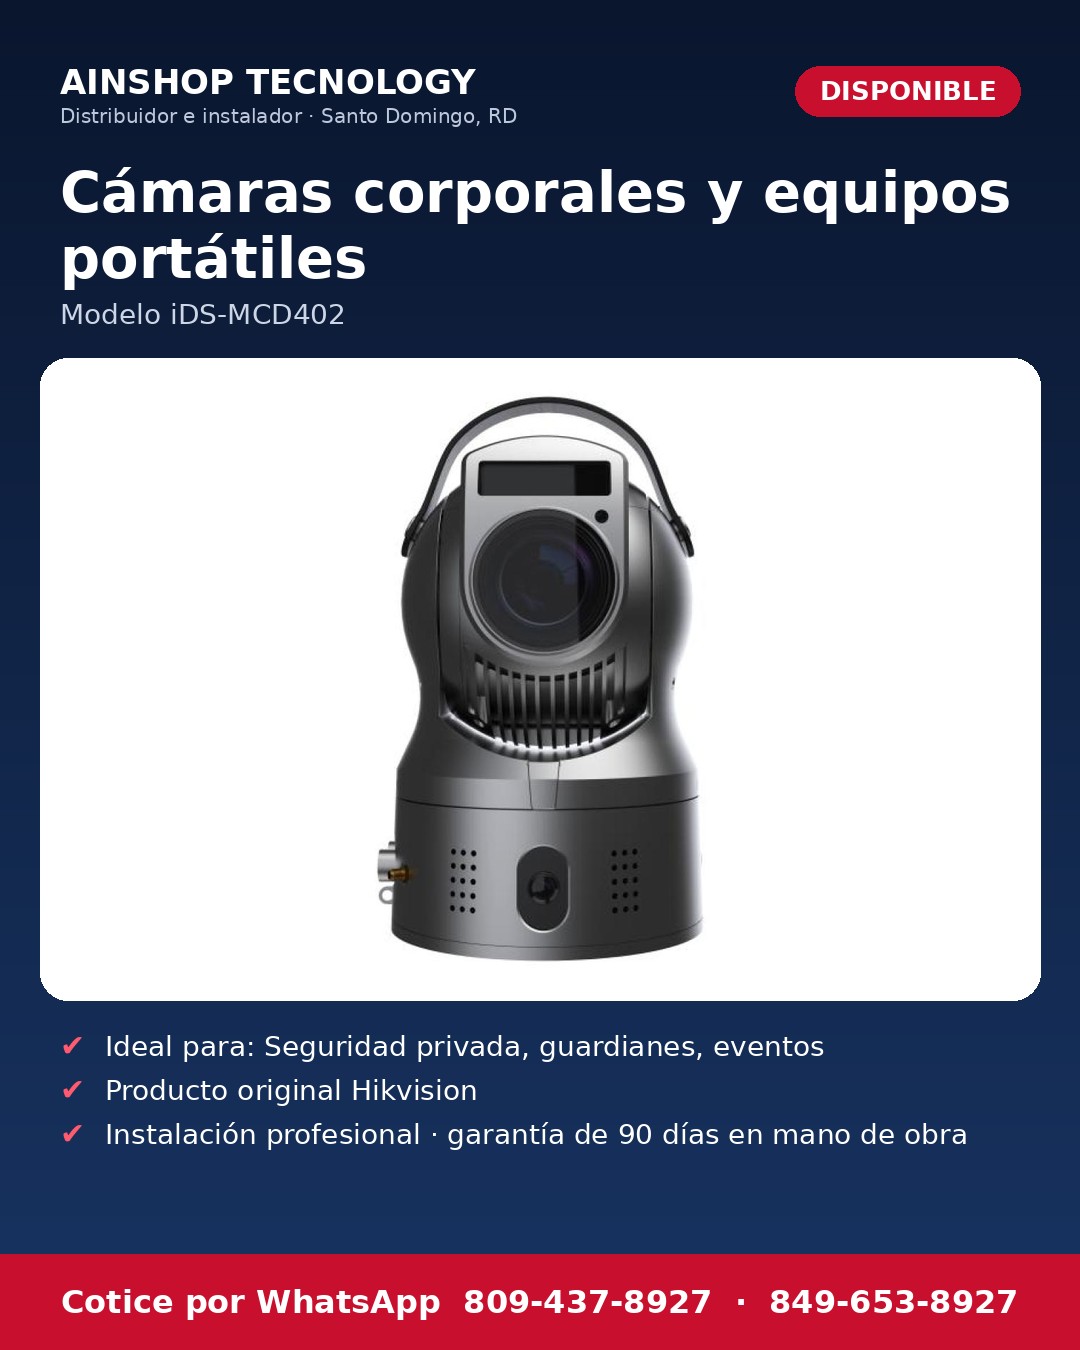 AINSHOP TECNOLOGY
Distribuidor e instalador · Santo Domingo, RD
DISPONIBLE
Cámaras corporales y equipos
portátiles
Modelo iDS-MCD402
✔ Ideal para: Seguridad privada, guardianes, eventos
✔ Producto original Hikvision
✔ Instalación profesional · garantía de 90 días en mano de obra
Cotice por WhatsApp 809-437-8927 · 849-653-8927